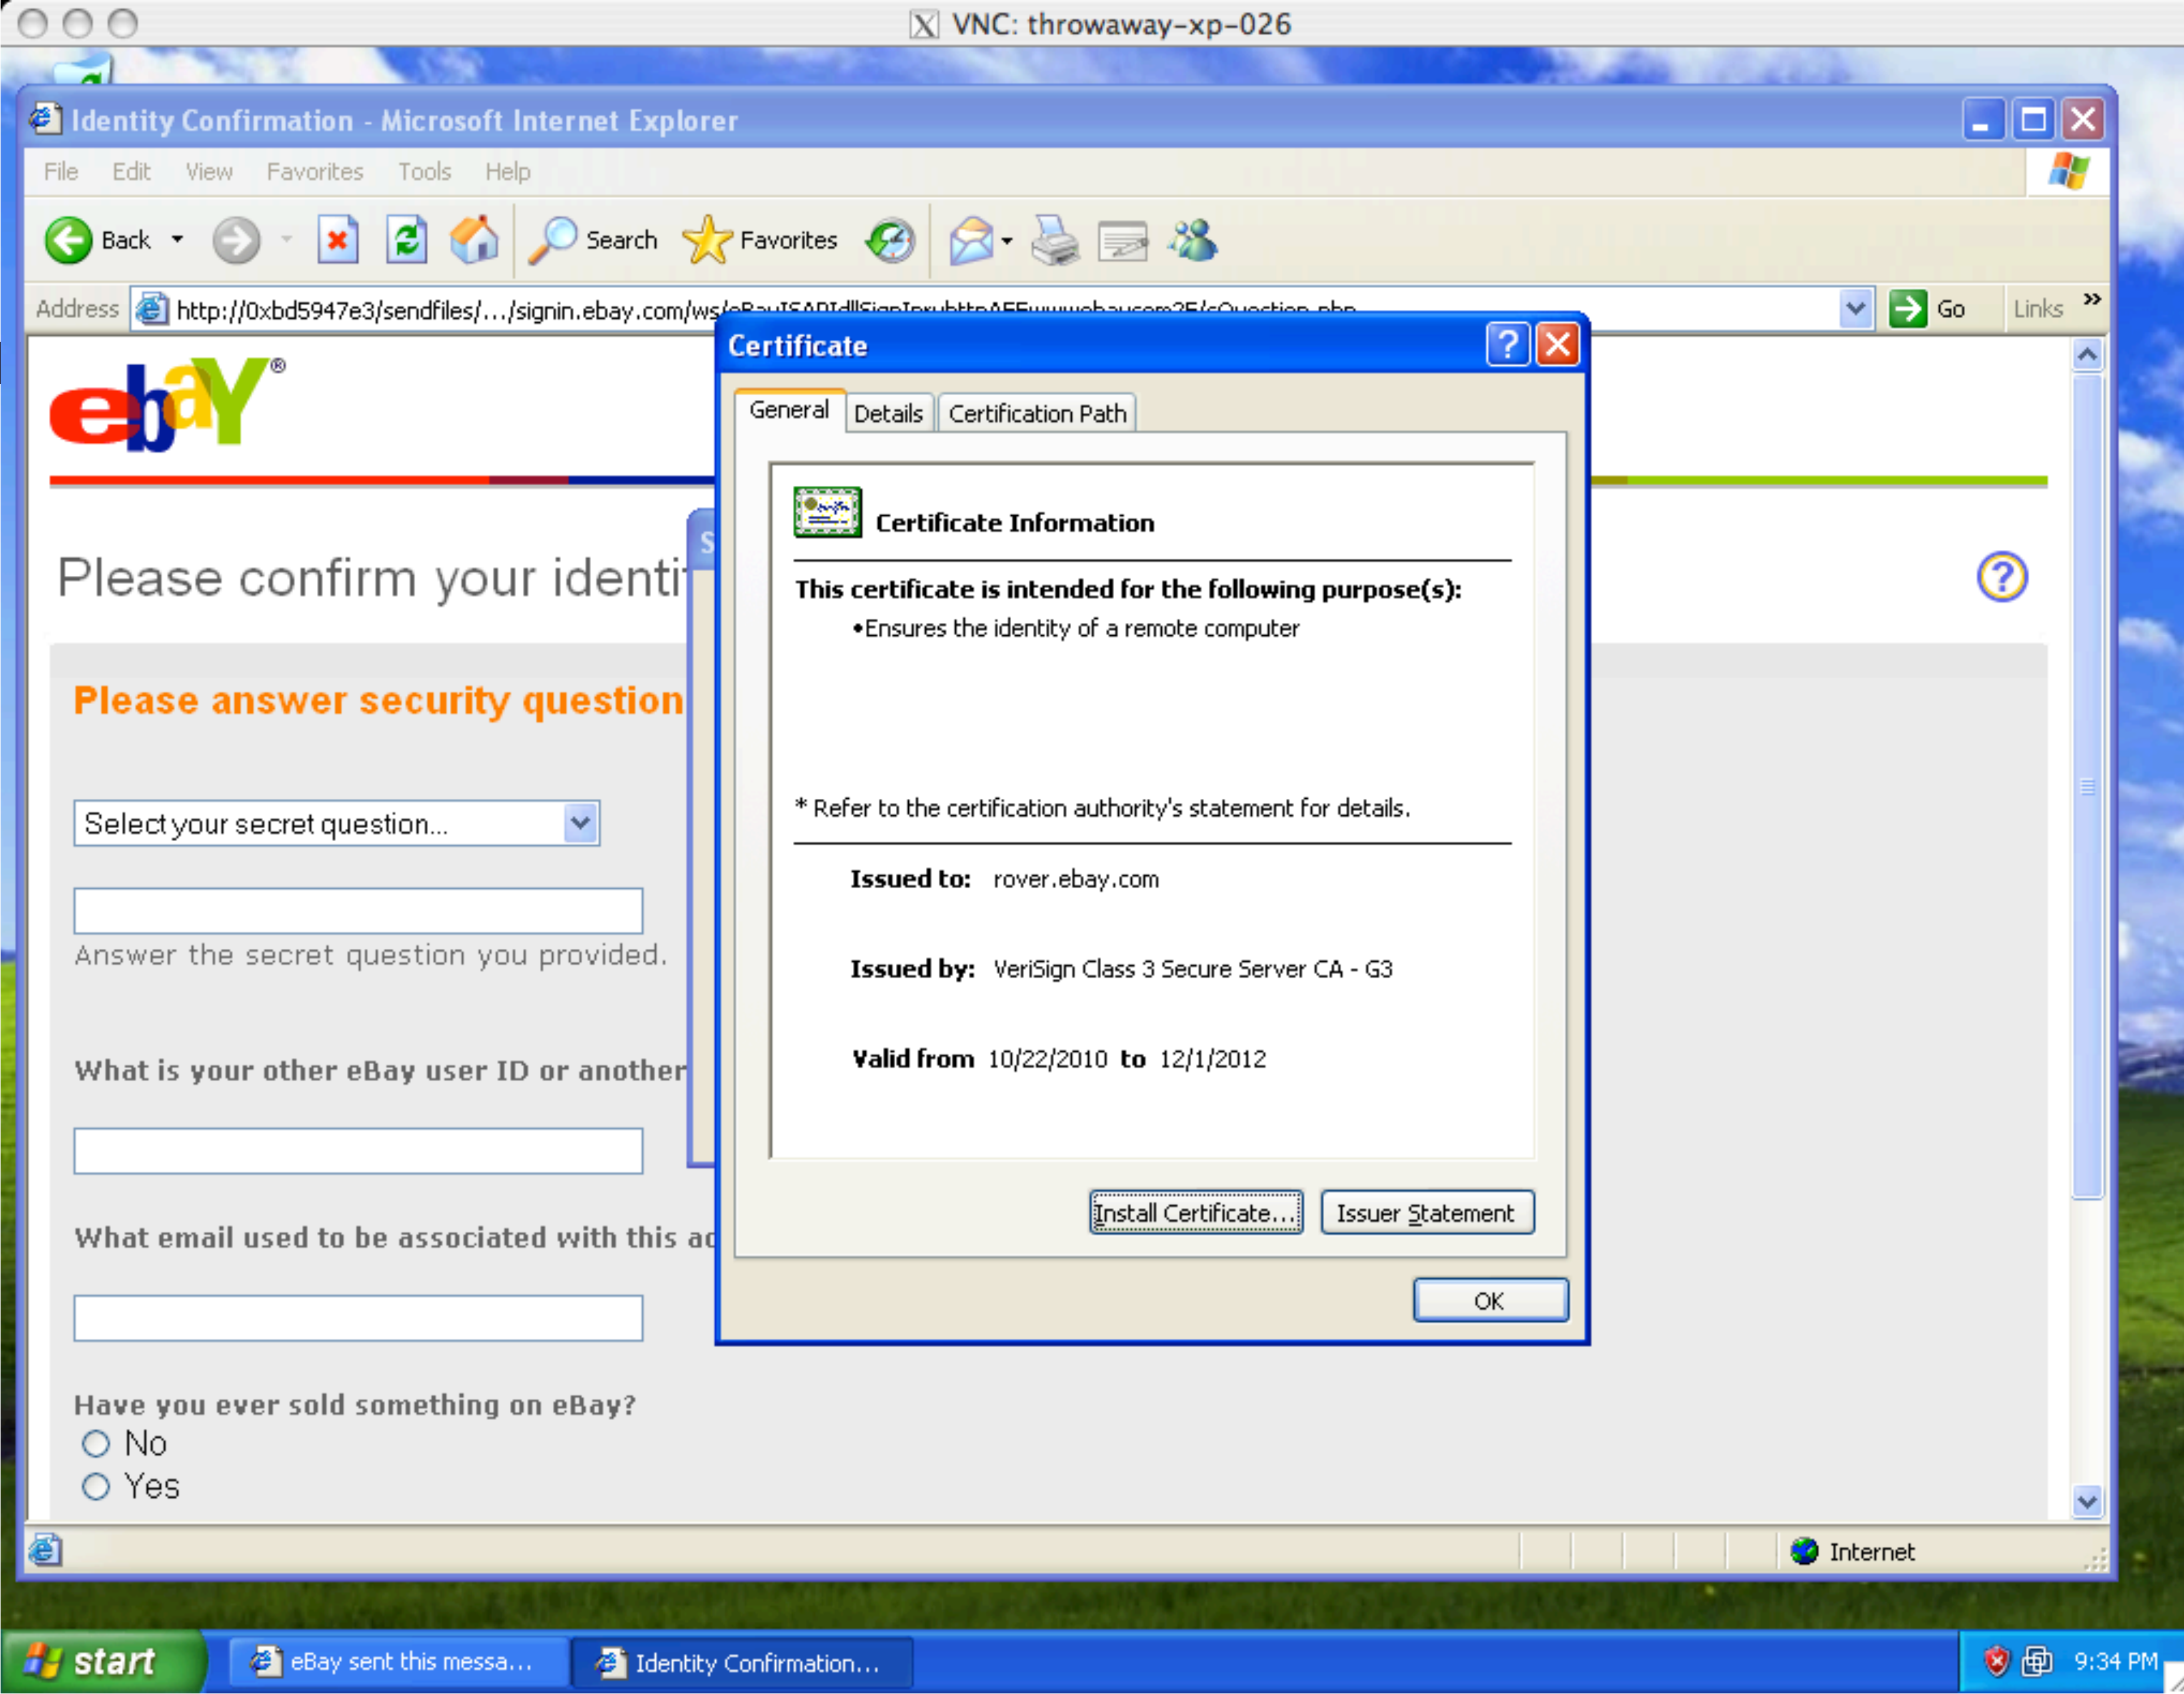 VNC: throwaway-xp-026
Identity Confirmation - Microsoft Internet Explorer
File Edit View Favorites Tools Help
Back Search Favorites
Address http://0xbd5947e3/sendfiles/.../signin.ebay.com/ws/eBayISAPIdllSignInruhttpAFFwwwebaycom2F/sQuestion.php Go Links »
ebaY®
Certificate
General Details Certification Path
Certificate Information
This certificate is intended for the following purpose(s):
•Ensures the identity of a remote computer
* Refer to the certification authority's statement for details.
Issued to: rover.ebay.com
Issued by: VeriSign Class 3 Secure Server CA - G3
Valid from 10/22/2010 to 12/1/2012
Install Certificate... Issuer Statement
OK
S
Please confirm your identi
Please answer security question
Select your secret question...
Answer the secret question you provided.
What is your other eBay user ID or another
What email used to be associated with this ac
Have you ever sold something on eBay?
No
Yes
Internet
start eBay sent this messa... Identity Confirmation... 9:34 PM